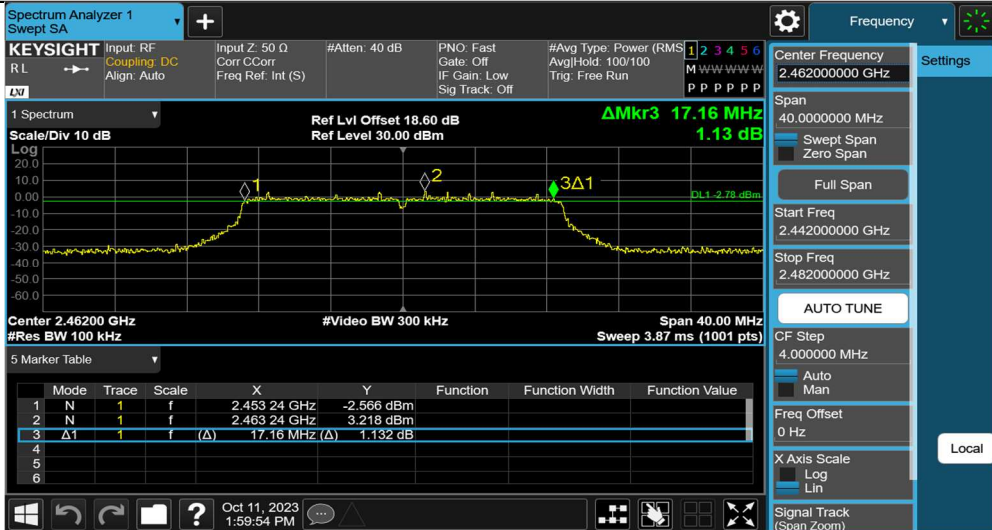 Spectrum Analyzer 1
Swept SA
+
Frequency
KEYSIGHT
RL
LXI
Input: RF
Coupling: DC
Align: Auto
Input Z: 50 Ω
Corr CCorr
Freq Ref: Int (S)
#Atten: 40 dB
PNO: Fast
Gate: Off
IF Gain: Low
Sig Track: Off
#Avg Type: Power (RMS
Avg|Hold: 100/100
Trig: Free Run
1 2 3 4 5 6
M W W W W W
P P P P P P
1 Spectrum
Scale/Div 10 dB
Ref Lvl Offset 18.60 dB
Ref Level 30.00 dBm
ΔMkr3 17.16 MHz
1.13 dB
Log
20.0
10.0
0.00
-10.0
-20.0
-30.0
-40.0
-50.0
-60.0
1
2
3Δ1
DL1 -2.78 dBm
Center 2.46200 GHz
#Video BW 300 kHz
Span 40.00 MHz
#Res BW 100 kHz
Sweep 3.87 ms (1001 pts)
5 Marker Table
Mode Trace Scale X Y Function Function Width Function Value
1 N 1 f 2.453 24 GHz -2.566 dBm
2 N 1 f 2.463 24 GHz 3.218 dBm
3 Δ1 1 f (Δ) 17.16 MHz (Δ) 1.132 dB
4
5
6
?
Oct 11, 2023
1:59:54 PM
Center Frequency
2.462000000 GHz
Span
40.0000000 MHz
Swept Span
Zero Span
Full Span
Start Freq
2.442000000 GHz
Stop Freq
2.482000000 GHz
AUTO TUNE
CF Step
4.000000 MHz
Auto
Man
Freq Offset
0 Hz
X Axis Scale
Log
Lin
Signal Track
(Span Zoom)
Settings
Local